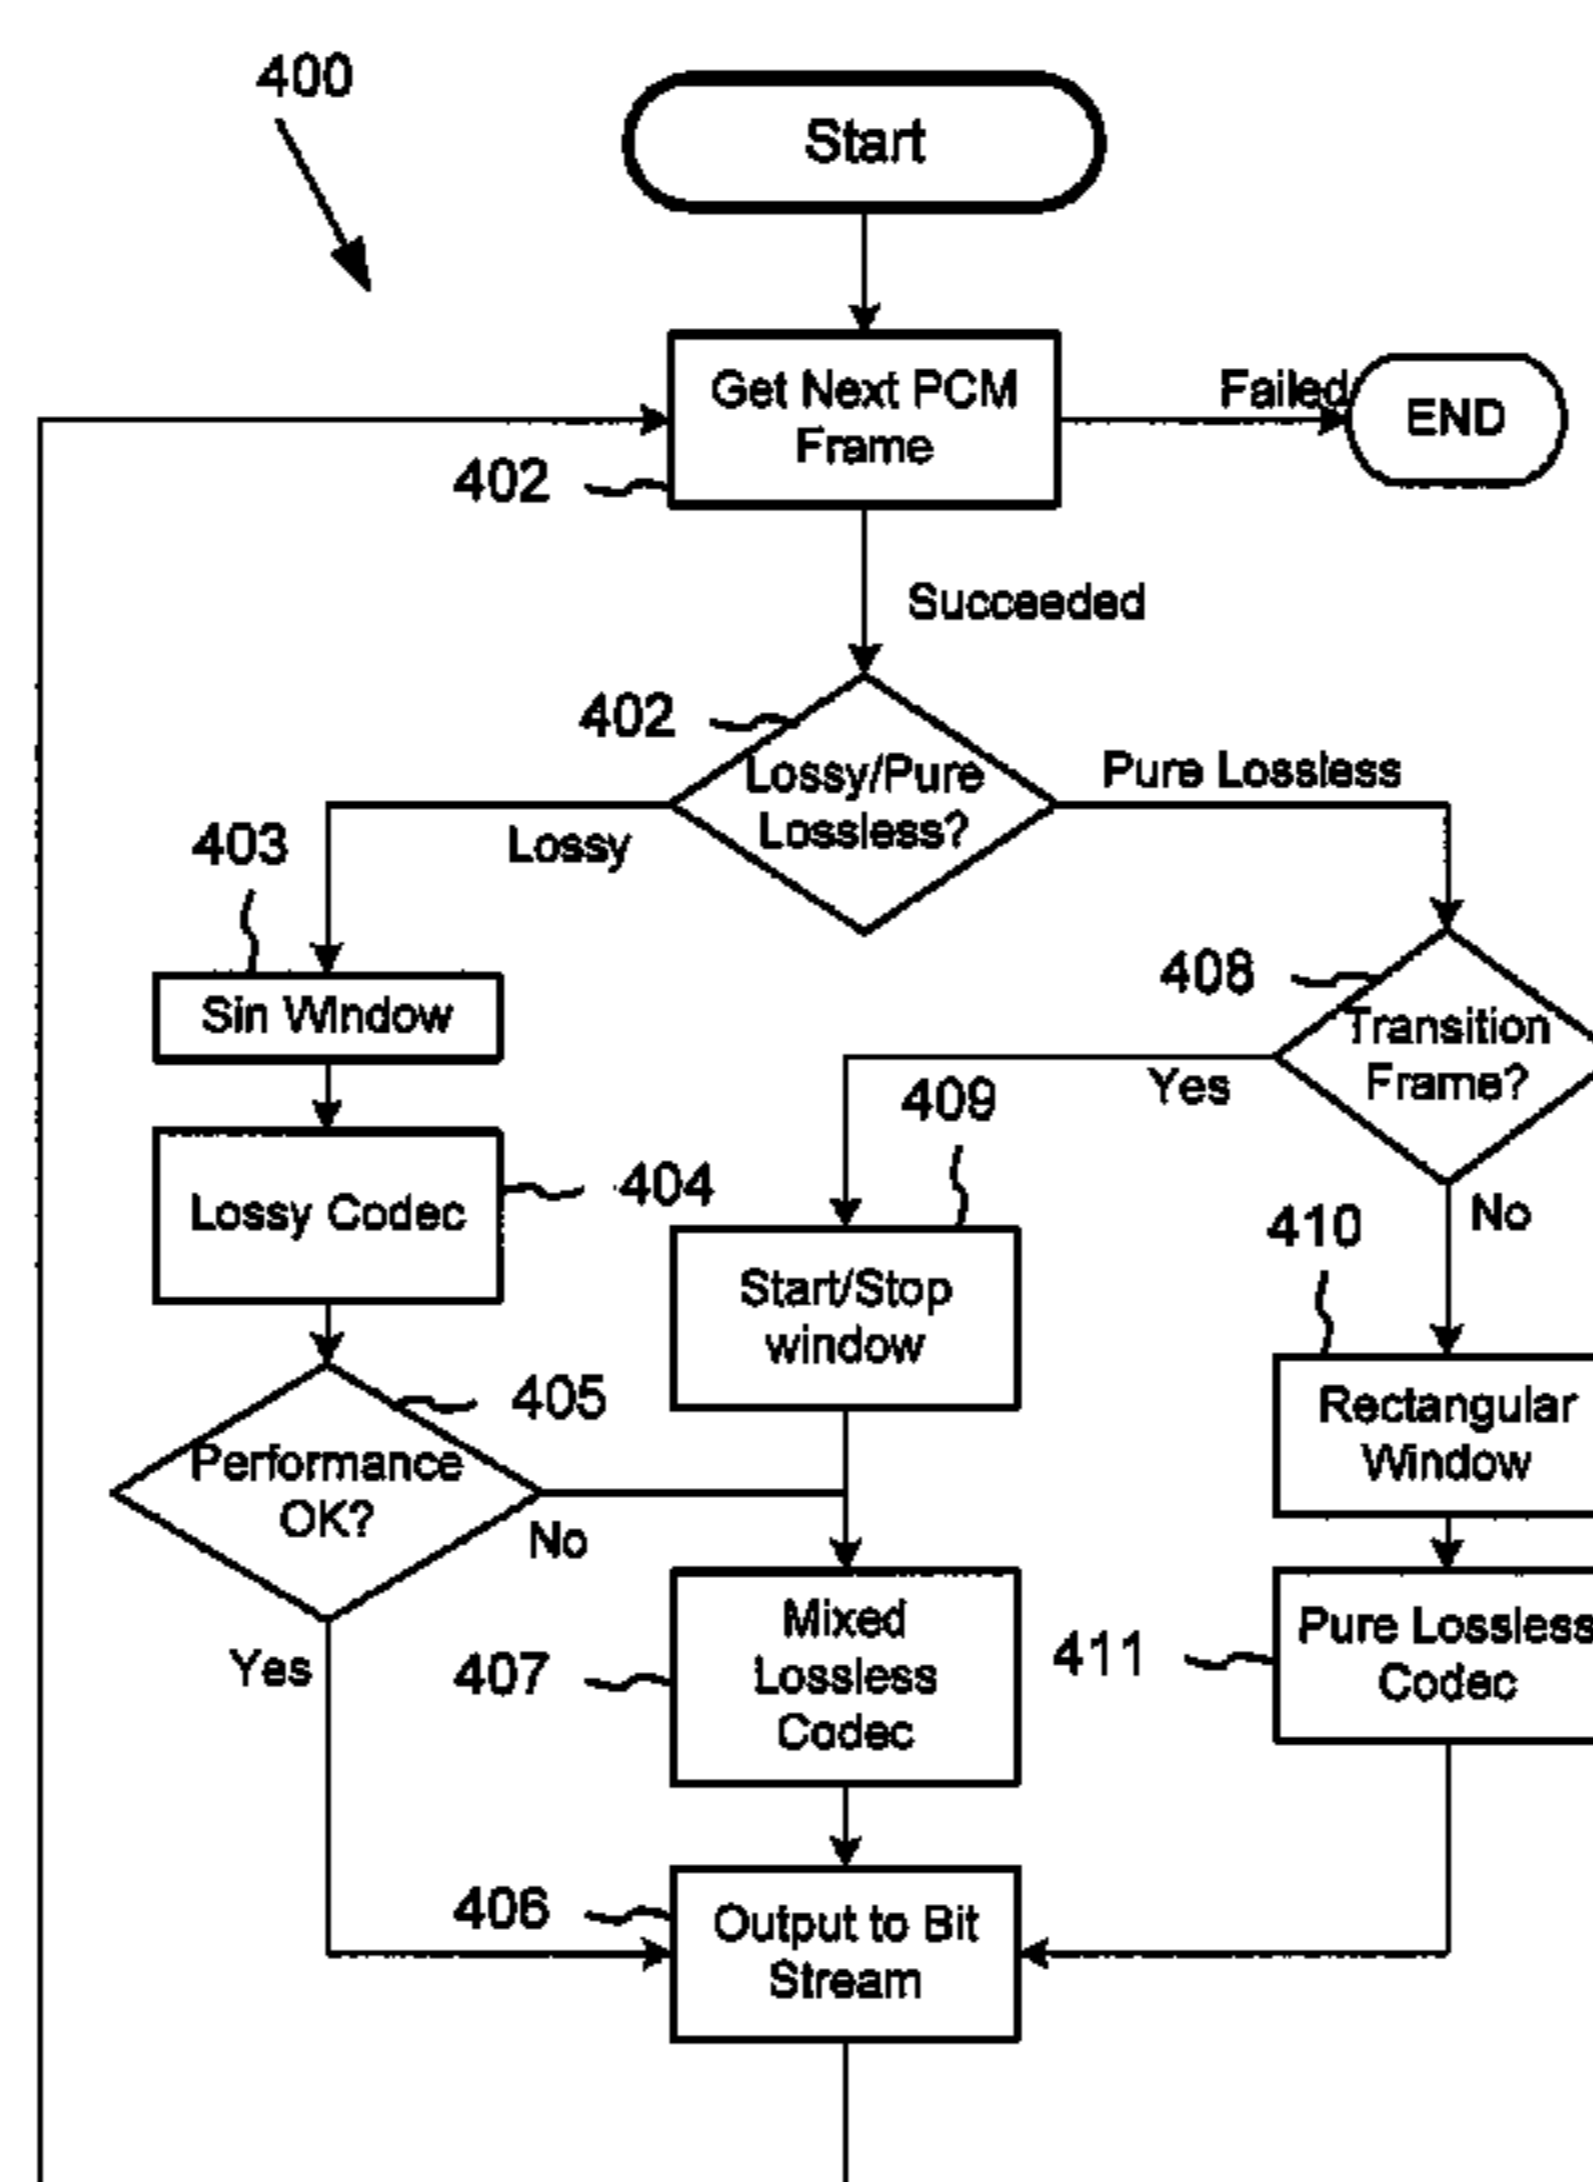 400
Start
Get Next PCM
Frame
Failed
END
402
Succeeded
402
Lossy/Pure
Lossless?
Pure Lossless
Lossy
403
408
Sin Window
Transition
Frame?
Yes
409
Lossy Codec
404
No
410
Start/Stop
window
405
Rectangular
Window
Performance
OK?
No
Mixed
Lossless
Codec
Pure Lossless
Codec
411
Yes
407
406
Output to Bit
Stream